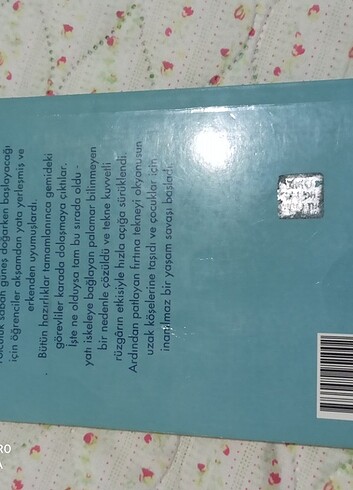 Yolculuk sabah güneş doğarken başlayacağı
için öğrenciler akşamdan yata yerleşmiş ve
erkenden uyumuşlardı.
Bütün hazırlıklar tamamlanınca gemideki
görevliler karada dolaşmaya çıktılar.
İşte ne olduysa tam bu sırada oldu -
yatı iskeleye bağlayan palamar bilinmeyen
bir nedenle çözüldü ve tekne kuvvetli
rüzgârın etkisiyle hızla açığa sürüklendi.
Ardından patlayan fırtına tekneyi okyanusun
uzak köşelerine taşıdı ve çocuklar için
inanılmaz bir yaşam savaşı başladı.